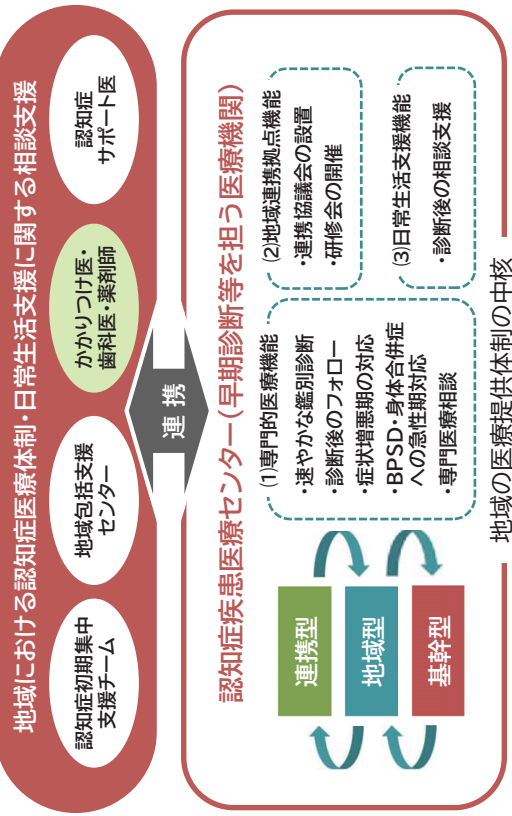 地域における認知症医療体制・日常生活支援に関する相談支援
認知症初期集中
支援チーム
地域包括支援
センター
かかりつけ医・
歯科医・薬剤師
認知症
サポート医
連携
認知症疾患医療センター(早期診断等を担う医療機関)
連携型
地域型
基幹型
(1)専門的医療機能
・速やかな鑑別診断
・診断後のフォロー
・症状増悪期の対応
・BPSD・身体合併症
への急性期対応
・専門医療相談
(2)地域連携拠点機能
・連携協議会の設置
・研修会の開催
(3)日常生活支援機能
・診断後の相談支援
地域の医療提供体制の中核